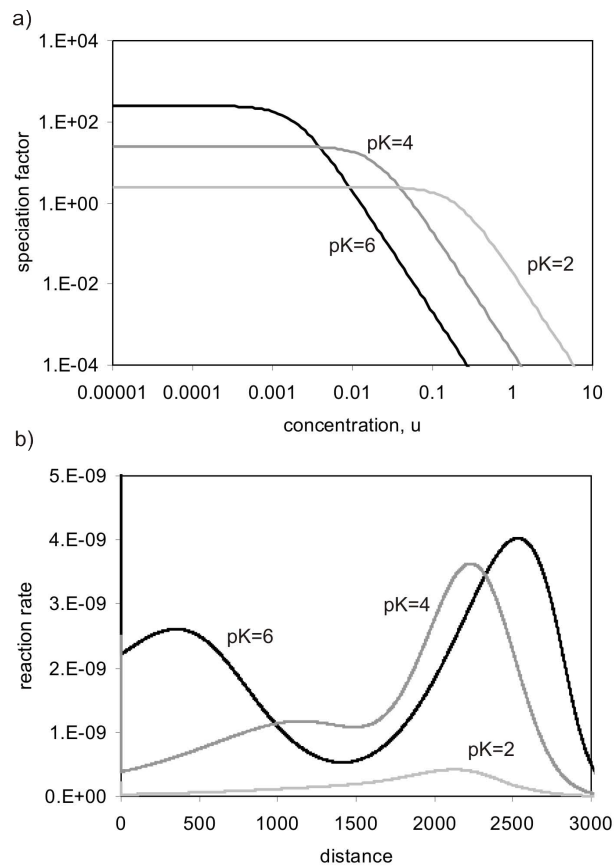 a)
1.E+04
1.E+02
1.E+00
1.E-02
1.E-04
speciation factor
pK=4
pK=6
pK=2
0.00001 0.0001 0.001 0.01 0.1 1 10
concentration, u
b)
5.E-09
4.E-09
3.E-09
2.E-09
1.E-09
0.E+00
reaction rate
pK=6
pK=4
pK=2
0 500 1000 1500 2000 2500 3000
distance